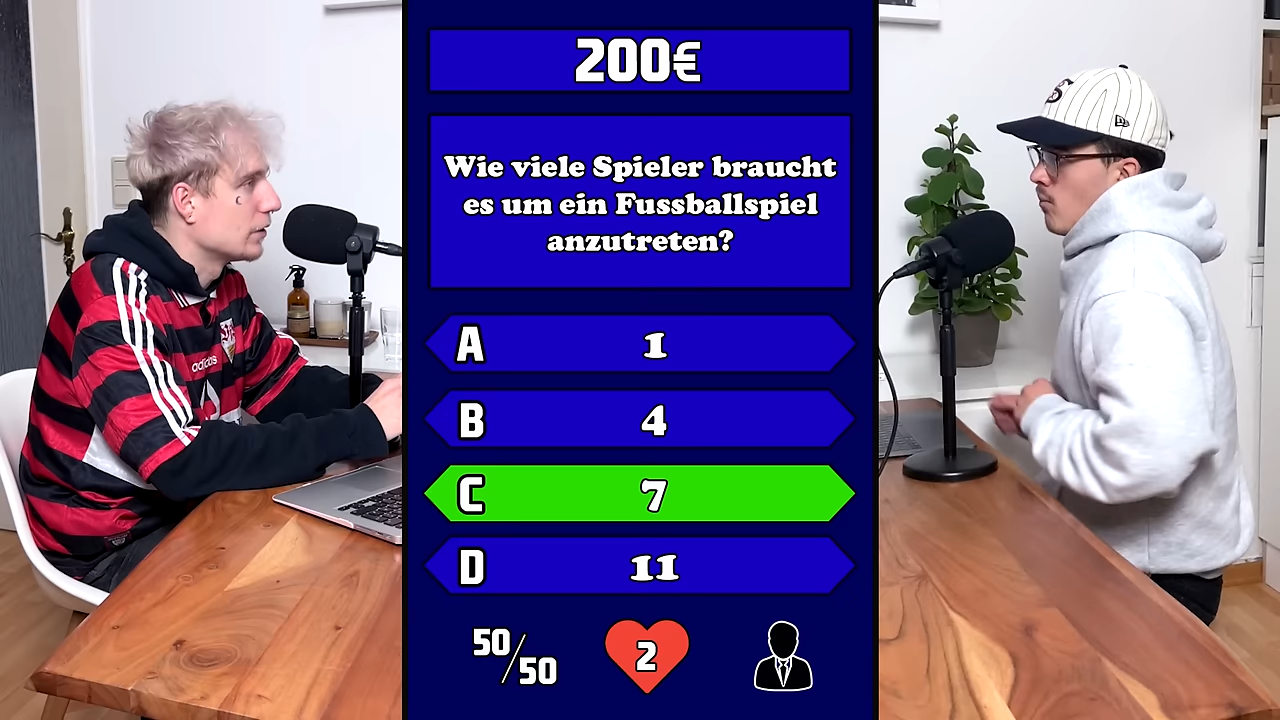 200€
Wie viele Spieler braucht
es um ein Fussballspiel
anzutreten?
A 1
B 4
C 7
D 11
50/50
2
adidas